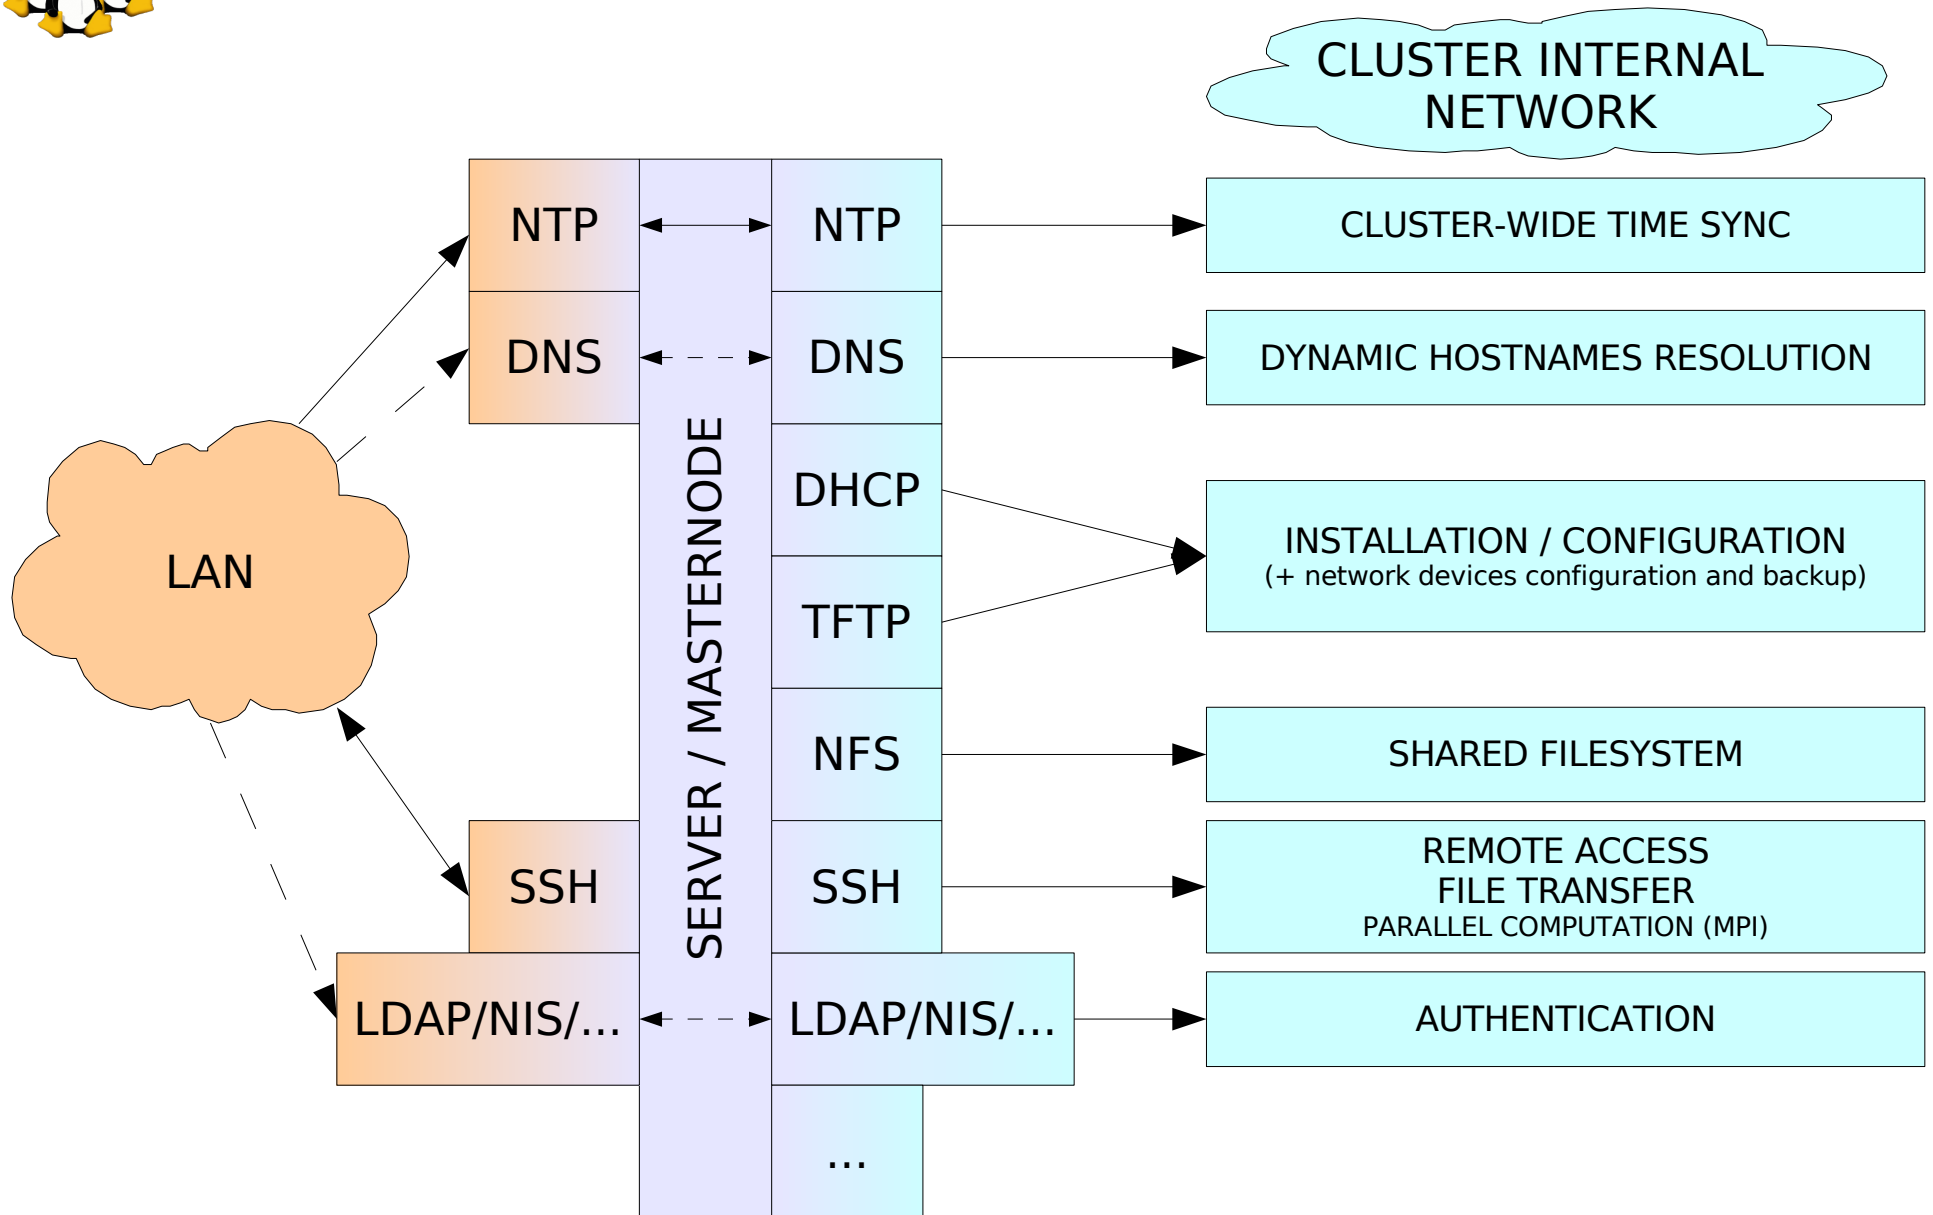 CLUSTER INTERNAL
NETWORK
NTP
NTP
CLUSTER-WIDE TIME SYNC
DNS
DNS
DYNAMIC HOSTNAMES RESOLUTION
SERVER / MASTERNODE
DHCP
INSTALLATION / CONFIGURATION
(+ network devices configuration and backup)
LAN
TFTP
NFS
SHARED FILESYSTEM
SSH
SSH
REMOTE ACCESS
FILE TRANSFER
PARALLEL COMPUTATION (MPI)
LDAP/NIS/...
LDAP/NIS/...
AUTHENTICATION
...